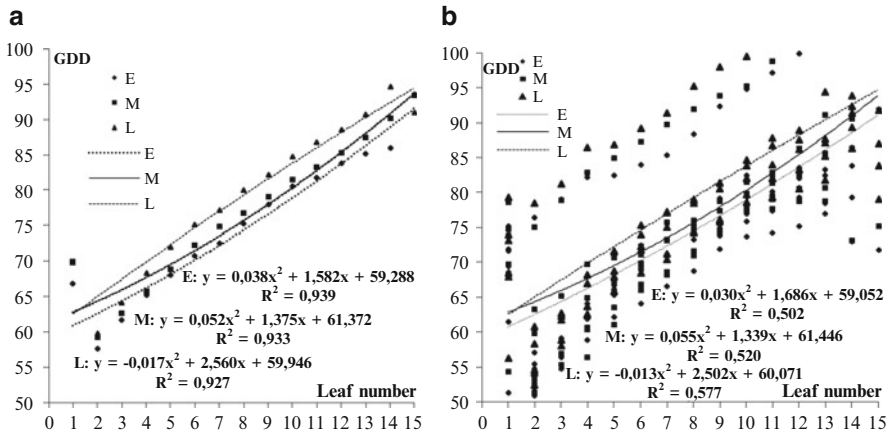 a
GDD
E
M
L
E
M
L
100
95
90
85
80
75
70
65
60
55
50
E: y = 0,038x² + 1,582x + 59,288
R² = 0,939
M: y = 0,052x² + 1,375x + 61,372
R² = 0,933
L: y = -0,017x² + 2,560x + 59,946
R² = 0,927
Leaf number
0 1 2 3 4 5 6 7 8 9 10 11 12 13 14 15
b
GDD
E
M
L
E
M
L
100
95
90
85
80
75
70
65
60
55
50
E: y = 0,030x² + 1,686x + 59,052
R² = 0,502
M: y = 0,055x² + 1,339x + 61,446
R² = 0,520
L: y = -0,013x² + 2,502x + 60,071
R² = 0,577
Leaf number
0 1 2 3 4 5 6 7 8 9 10 11 12 13 14 15